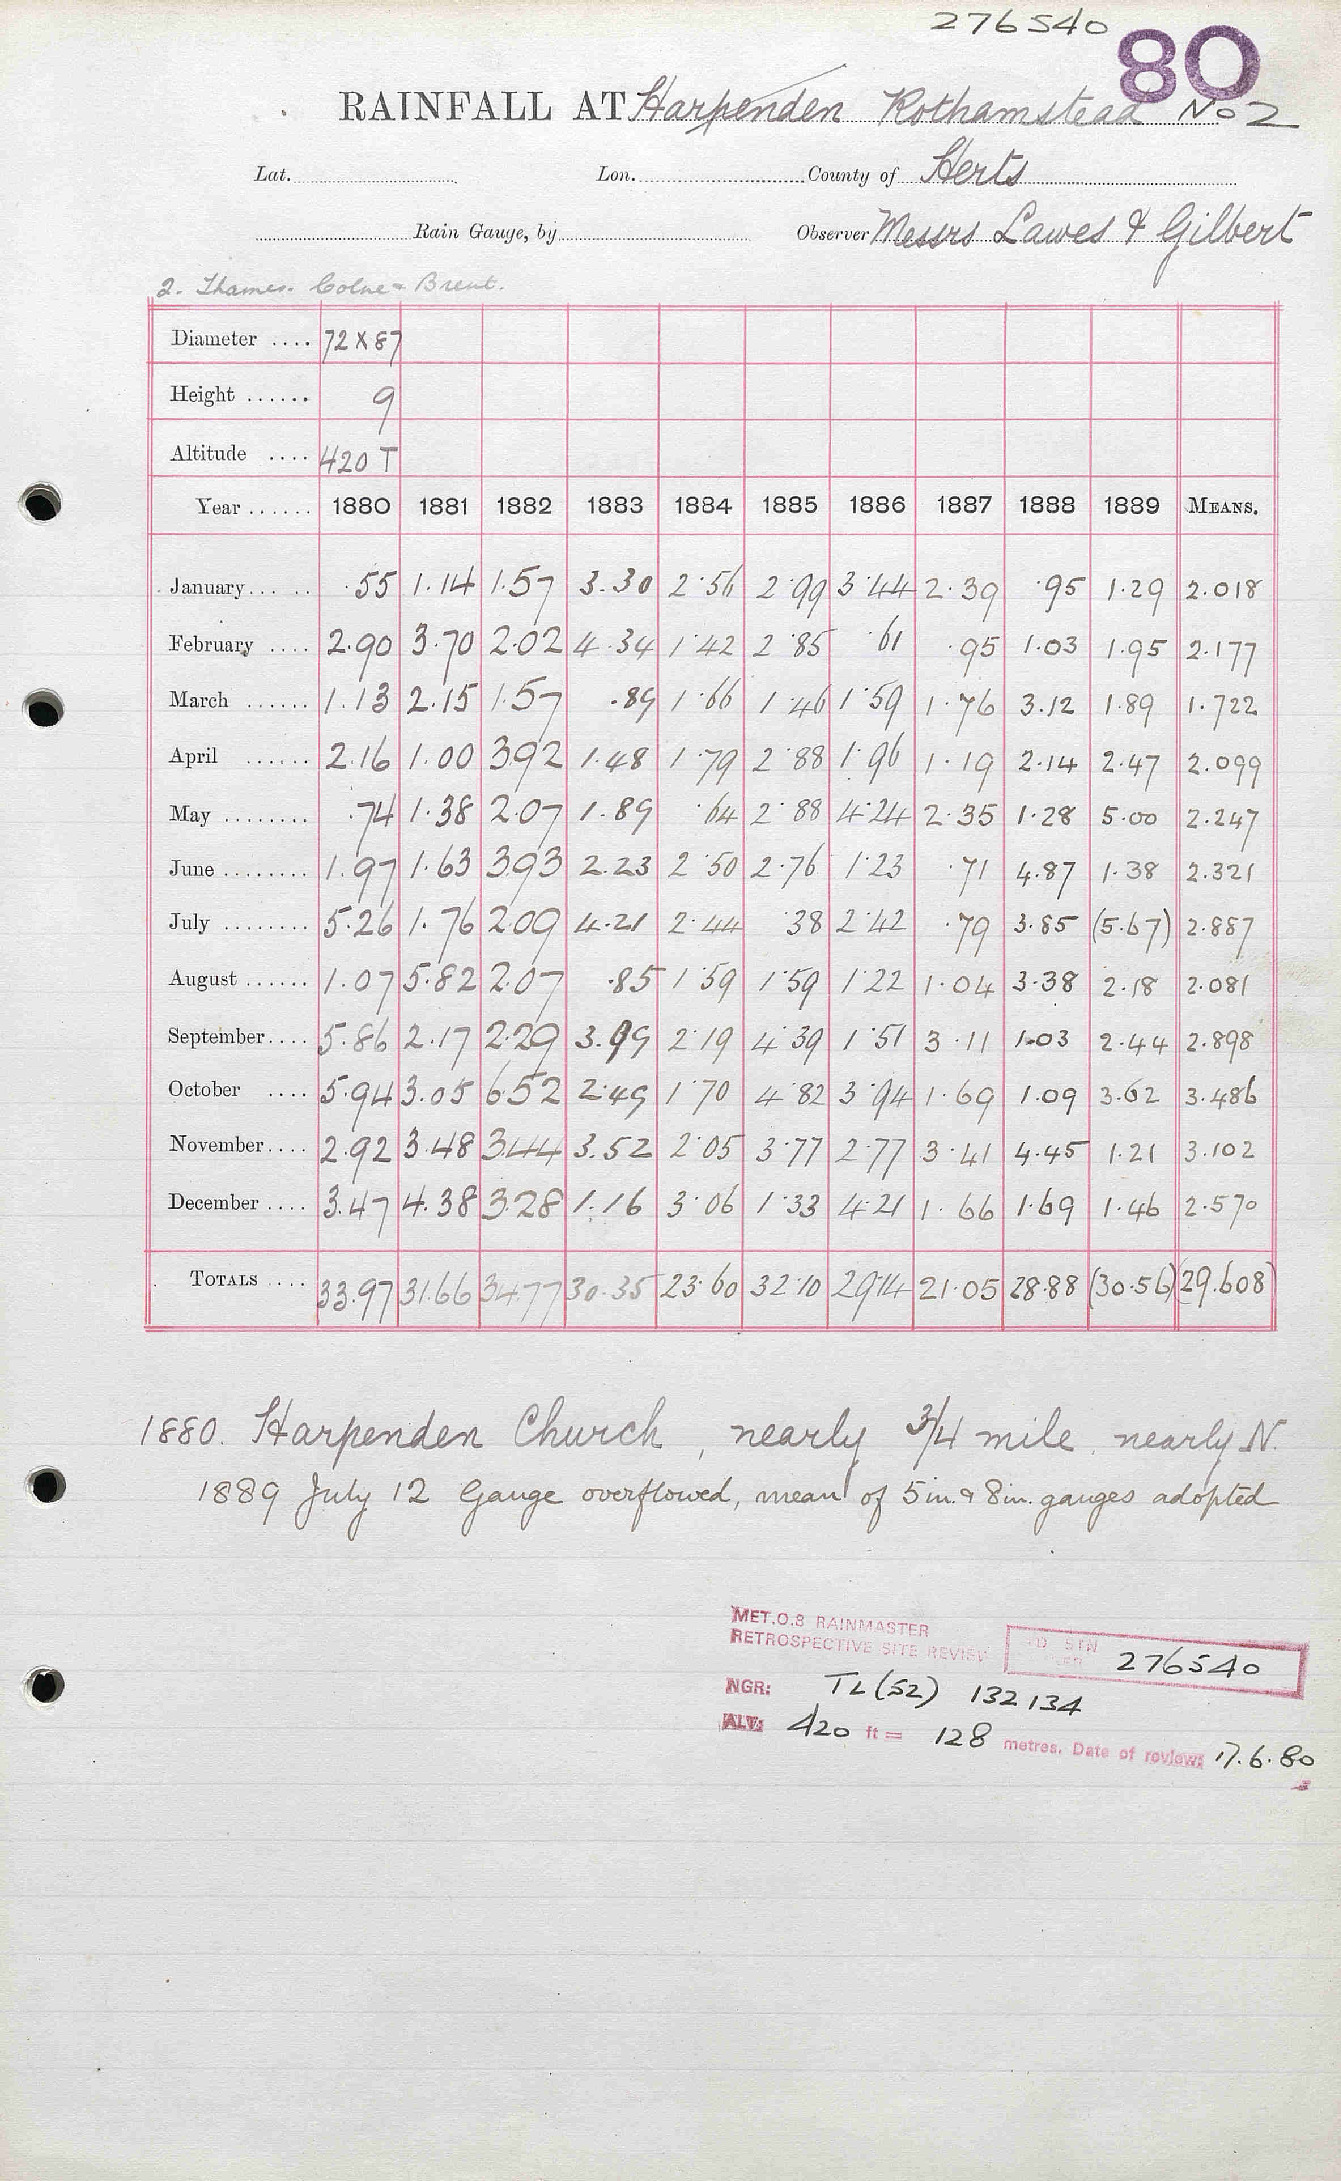 276540
80
RAINFALL AT Harpenden Rothamstead No 2
Lat. Lon. County of Herts
Rain Gauge, by Observer Messrs Lawes & Gilbert
2. Thames. Colne & Brent.
Diameter .... 72 X 87
Height ...... 9
Altitude .... 420 T
Year ...... 1880 1881 1882 1883 1884 1885 1886 1887 1888 1889 MEANS.
January ... .. .55 1.14 1.57 3.30 2.56 2.99 3.44 2.39 .95 1.29 2.018
February .... 2.90 3.70 2.02 4.34 1.42 2.85 .61 .95 1.03 1.95 2.177
March ...... 1.13 2.15 1.57 .89 1.66 1.46 1.59 1.76 3.12 1.89 1.722
April ...... 2.16 1.00 392 1.48 1.79 2.88 1.96 1.19 2.14 2.47 2.099
May ........ .74 1.38 2.07 1.89 .64 2.88 4.24 2.35 1.28 5.00 2.247
June ........ 1.97 1.63 393 2.23 2.50 2.76 1.23 .71 4.87 1.38 2.321
July ........ 5.26 1.76 209 4.21 2.44 .38 2.42 .79 3.85 (5.67) 2.887
August ...... 1.07 5.82 2.07 .85 1.59 1.59 1.22 1.04 3.38 2.18 2.081
September .... 5.86 2.17 2.29 3.99 2.19 4.39 1.51 3.11 1.03 2.44 2.898
October .... 5.94 3.05 652 2.49 1.70 4.82 3.94 1.69 1.09 3.62 3.486
November .... 2.92 3.48 344 3.52 2.05 3.77 2.77 3.41 4.45 1.21 3.102
December .... 3.47 4.38 328 1.16 3.06 1.33 4.21 1.66 1.69 1.46 2.570
TOTALS .... 33.97 31.66 34.77 30.35 23.60 32.10 29.14 21.05 28.88 (30.56) (29.608)
1880. Harpenden Church, nearly 3/4 mile, nearly N.
1889 July 12 Gauge overflowed, mean of 5 in. & 8 in. gauges adopted
MET.O.8 RAINMASTER
RETROSPECTIVE SITE REVIEW STN 276540
NGR: TL (52) 132134
ALT: 420 ft = 128 metres. Date of review: 17.6.80